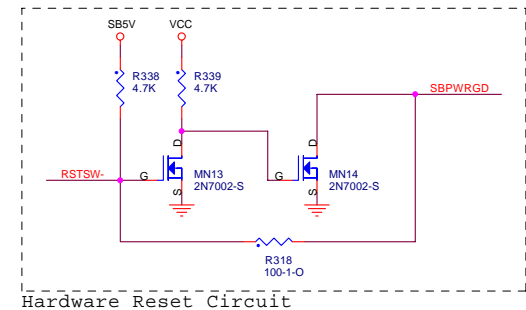 SB5V VCC
R338 R339
4.7K 4.7K
SBPWRGD
D D
RSTSW- G MN13 G MN14
2N7002-S 2N7002-S
S S
R318
100-1-O
Hardware Reset Circuit